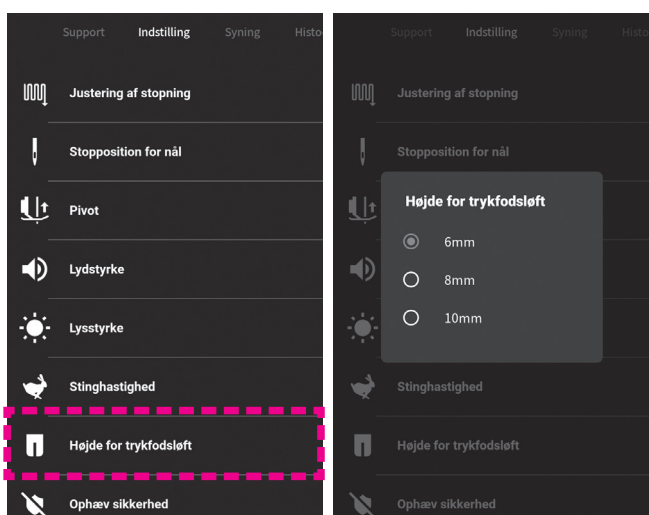 Support Indstilling Syning Histo
Justering af stopning
Stopposition for nål
Pivot
Lydstyrke
Lysstyrke
Stinghastighed
Højde for trykfodsløft
Ophæv sikkerhed
Support Indstilling Syning Histo
Justering af stopning
Stopposition for nål
Højde for trykfodsløft
6mm
8mm
10mm
Stinghastighed
Højde for trykfodsløft
Ophæv sikkerhed